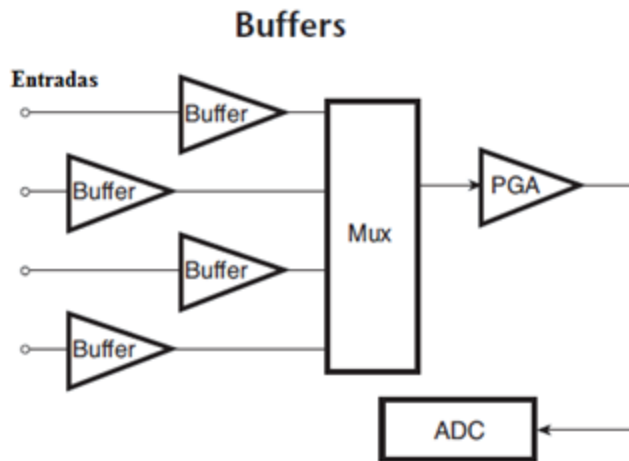 Buffers
Entradas
Buffer
Buffer
Buffer
Buffer
Mux
PGA
ADC